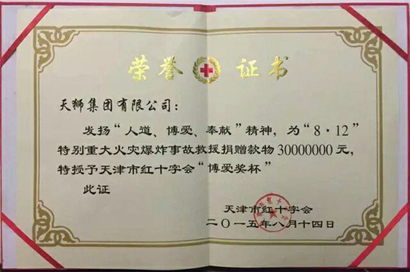 荣誉证书
天狮集团有限公司：
发扬“人道、博爱、奉献”精神，为“8·12”
特别重大火灾爆炸事故救援捐赠款物30000000元，
特授予天津市红十字会“博爱奖杯”
此证
天津市红十字会
二〇一五年八月十四日